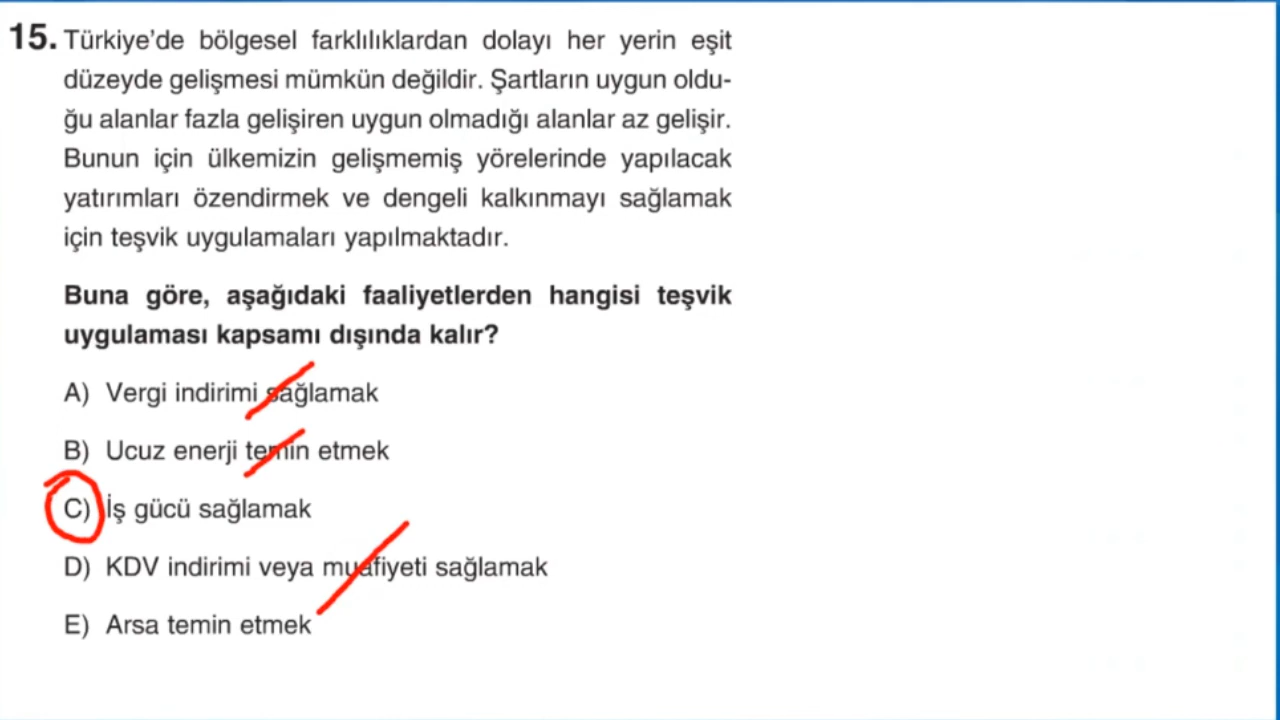 15. Türkiye'de bölgesel farklılıklardan dolayı her yerin eşit
düzeyde gelişmesi mümkün değildir. Şartların uygun oldu-
ğu alanlar fazla gelişiren uygun olmadığı alanlar az gelişir.
Bunun için ülkemizin gelişmemiş yörelerinde yapılacak
yatırımları özendirmek ve dengeli kalkınmayı sağlamak
için teşvik uygulamaları yapılmaktadır.
Buna göre, aşağıdaki faaliyetlerden hangisi teşvik
uygulaması kapsamı dışında kalır?
A) Vergi indirimi sağlamak
B) Ucuz enerji temin etmek
C) İş gücü sağlamak
D) KDV indirimi veya muafiyeti sağlamak
E) Arsa temin etmek